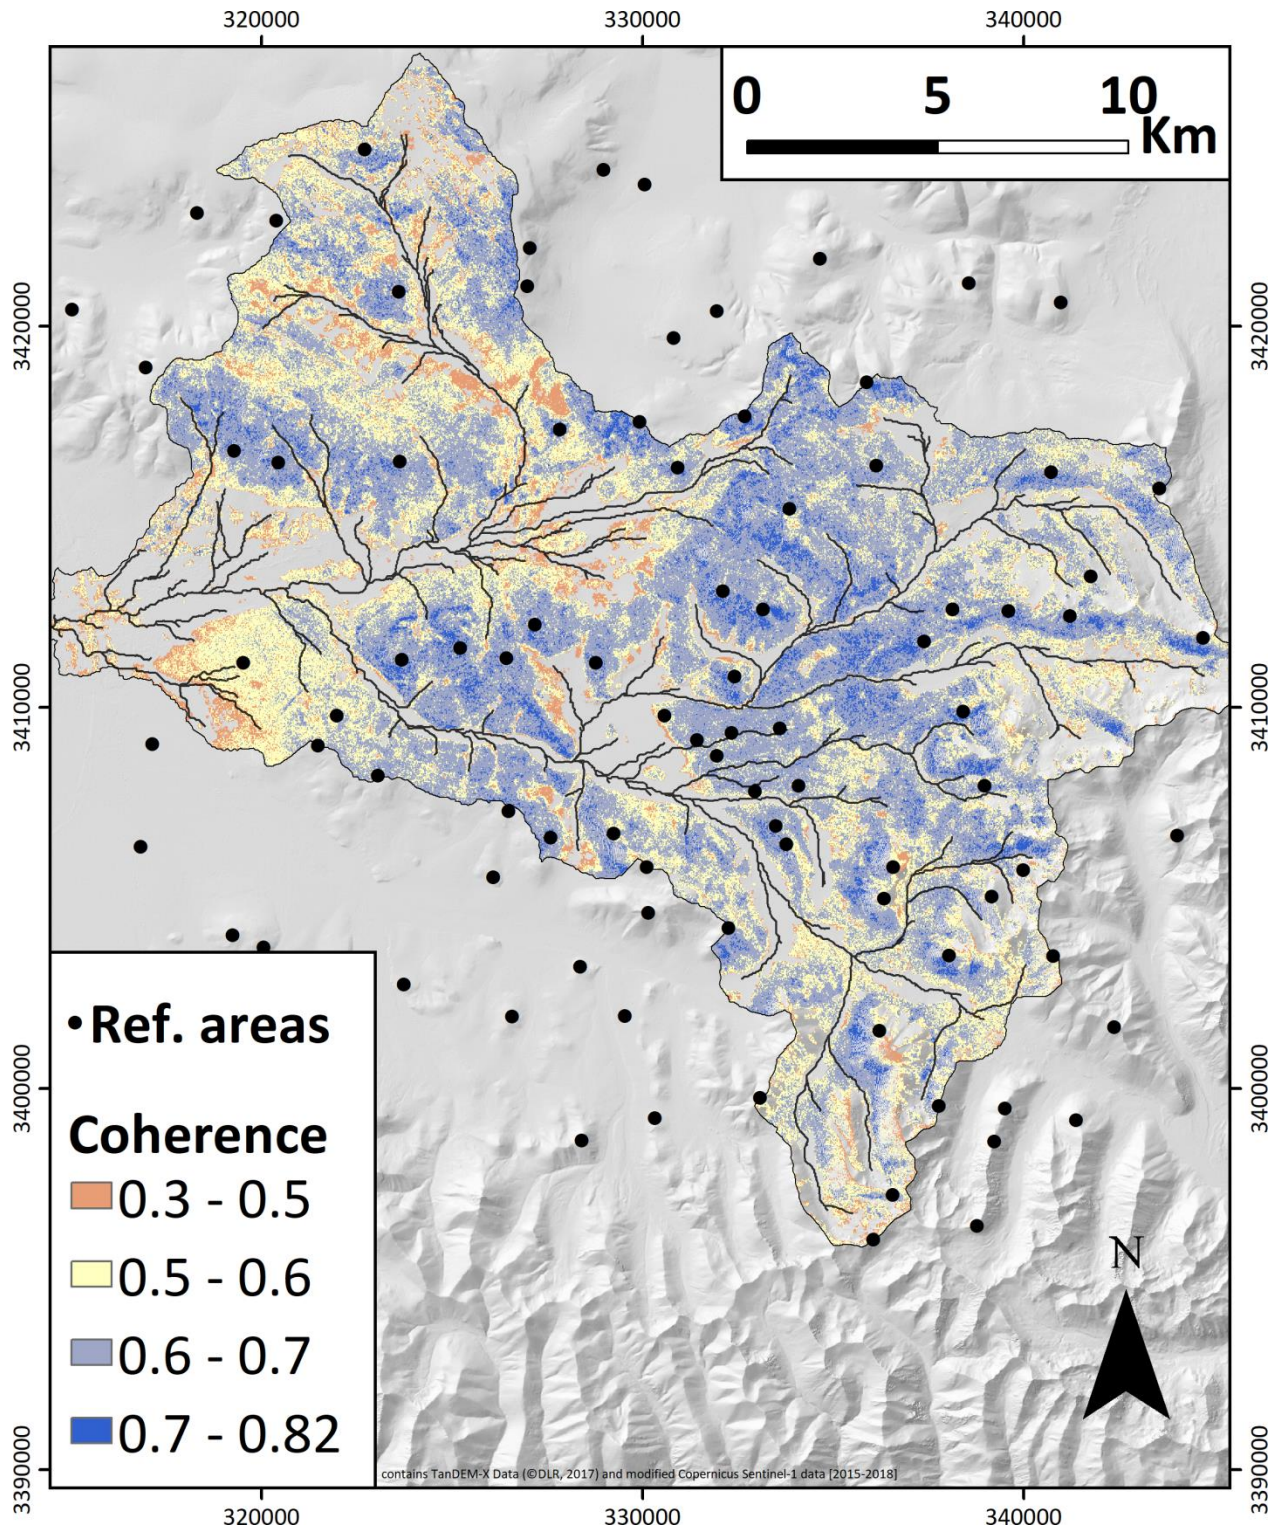 320000 330000 340000
0 5 10
Km
3420000 3420000
3410000 3410000
3400000 3400000
3390000 3390000
• Ref. areas
Coherence
0.3 - 0.5
0.5 - 0.6
0.6 - 0.7
0.7 - 0.82
N
contains TanDEM-X Data (©DLR, 2017) and modified Copernicus Sentinel-1 data [2015-2018]
320000 330000 340000